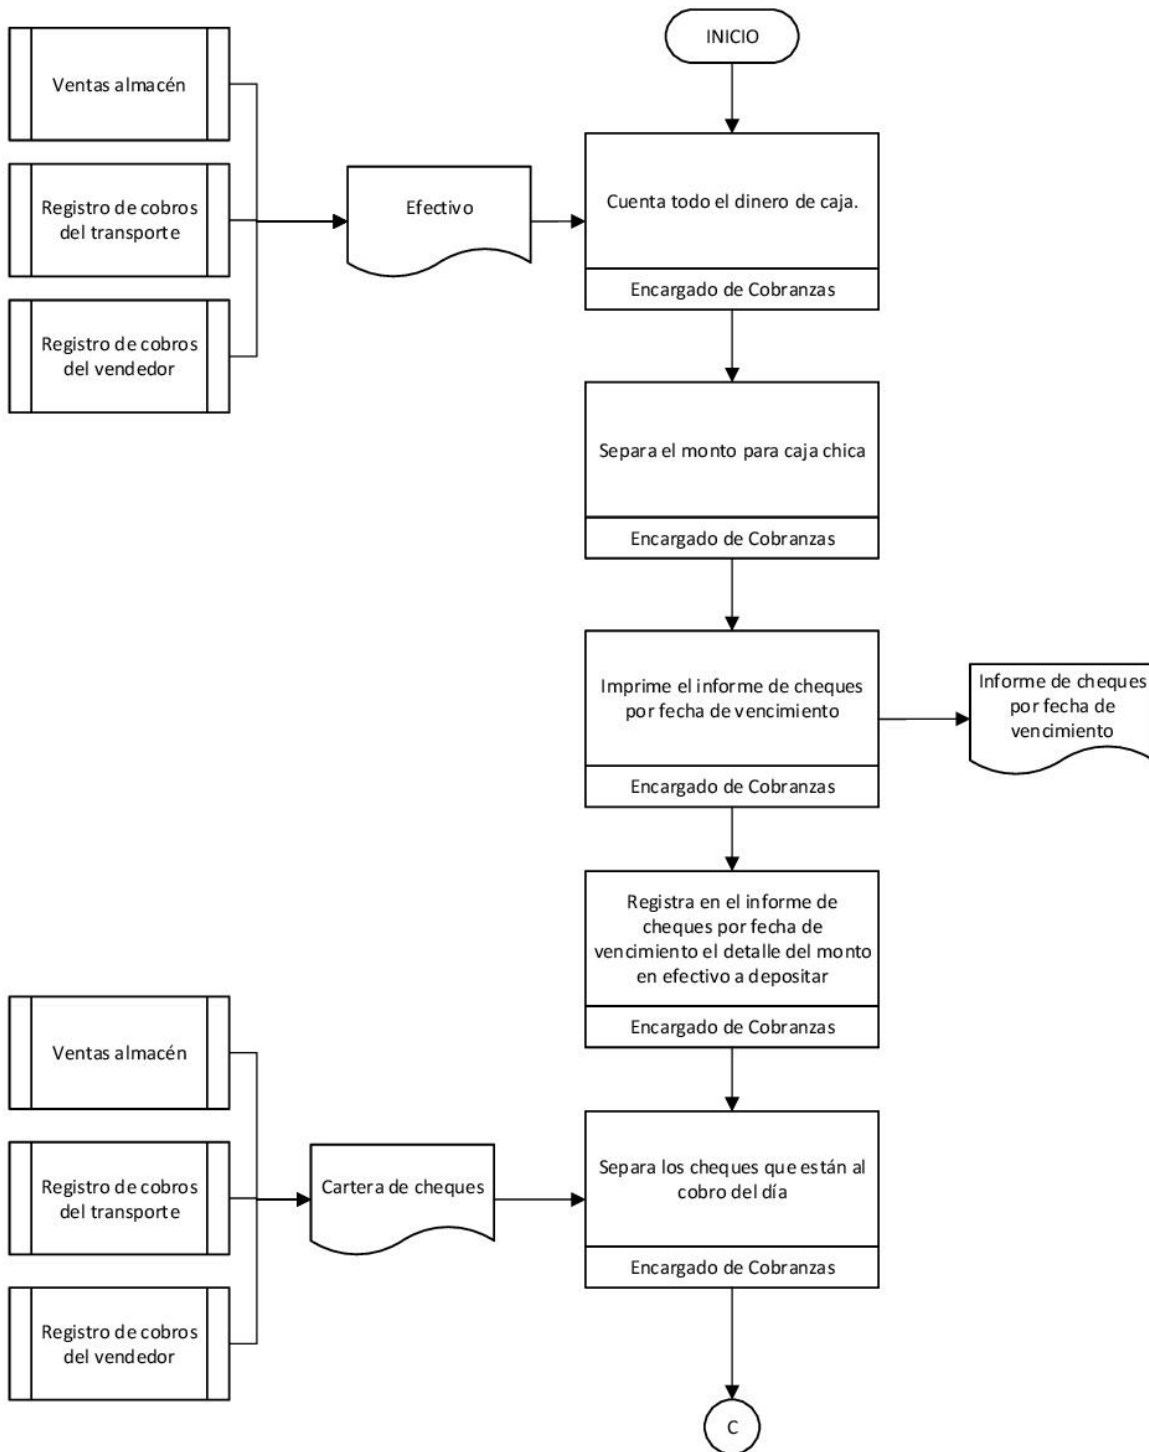 INICIO
Ventas almacén
Registro de cobros
del transporte
Registro de cobros
del vendedor
Efectivo
Cuenta todo el dinero de caja.
Encargado de Cobranzas
Separa el monto para caja chica
Encargado de Cobranzas
Imprime el informe de cheques
por fecha de vencimiento
Encargado de Cobranzas
Informe de cheques
por fecha de
vencimiento
Registra en el informe de
cheques por fecha de
vencimiento el detalle del monto
en efectivo a depositar
Encargado de Cobranzas
Ventas almacén
Registro de cobros
del transporte
Registro de cobros
del vendedor
Cartera de cheques
Separa los cheques que están al
cobro del día
Encargado de Cobranzas
C